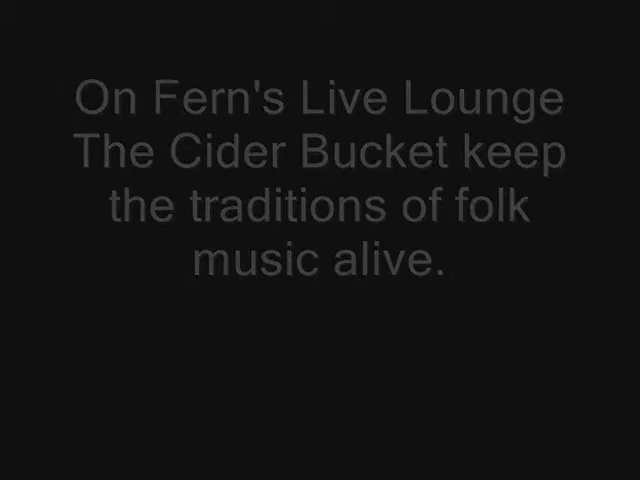 On Fern's Live Lounge
The Cider Bucket keep
the traditions of folk
music alive.